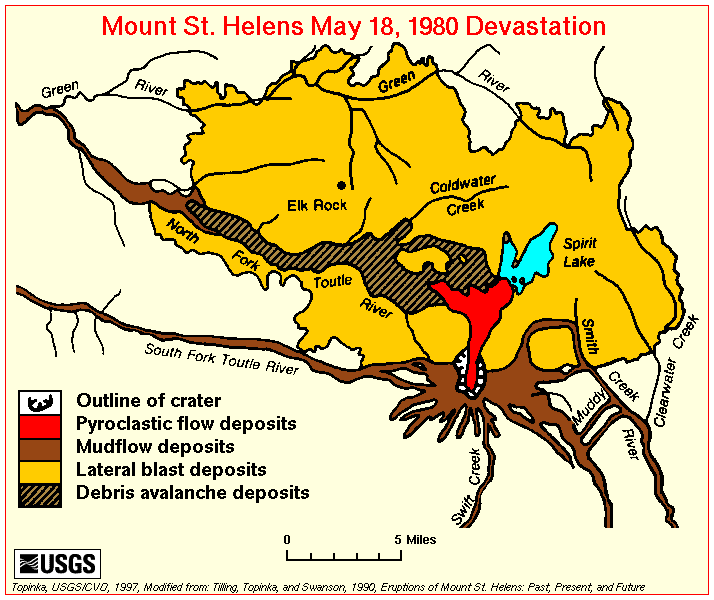 Mount St. Helens May 18, 1980 Devastation
Green River
Green River
Elk Rock
Coldwater
Creek
North Fork Toutle River
Spirit
Lake
South Fork Toutle River
Smith
Creek
Muddy
River
Clearwater Creek
Swift Creek
Outline of crater
Pyroclastic flow deposits
Mudflow deposits
Lateral blast deposits
Debris avalanche deposits
0 5 Miles
USGS
Topinka, USGS/CVO, 1997, Modified from: Tilling, Topinka, and Swanson, 1990, Eruptions of Mount St. Helens: Past, Present, and Future